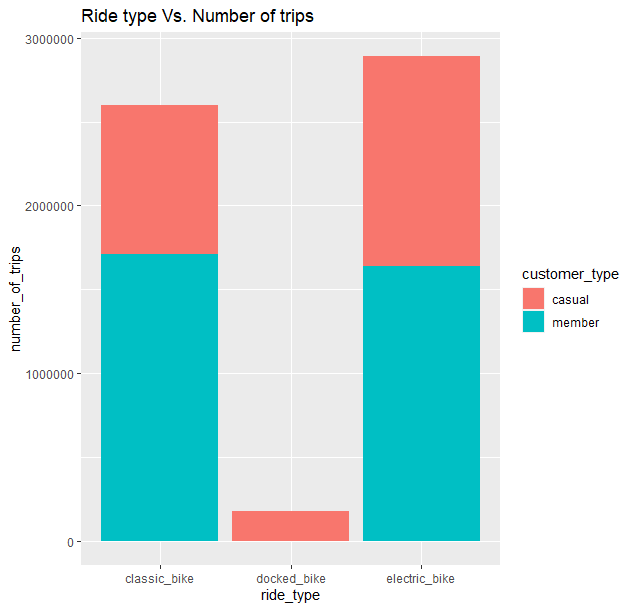 Ride type Vs. Number of trips
3000000
2000000
1000000
0
number_of_trips
classic_bike
docked_bike
electric_bike
ride_type
customer_type
casual
member